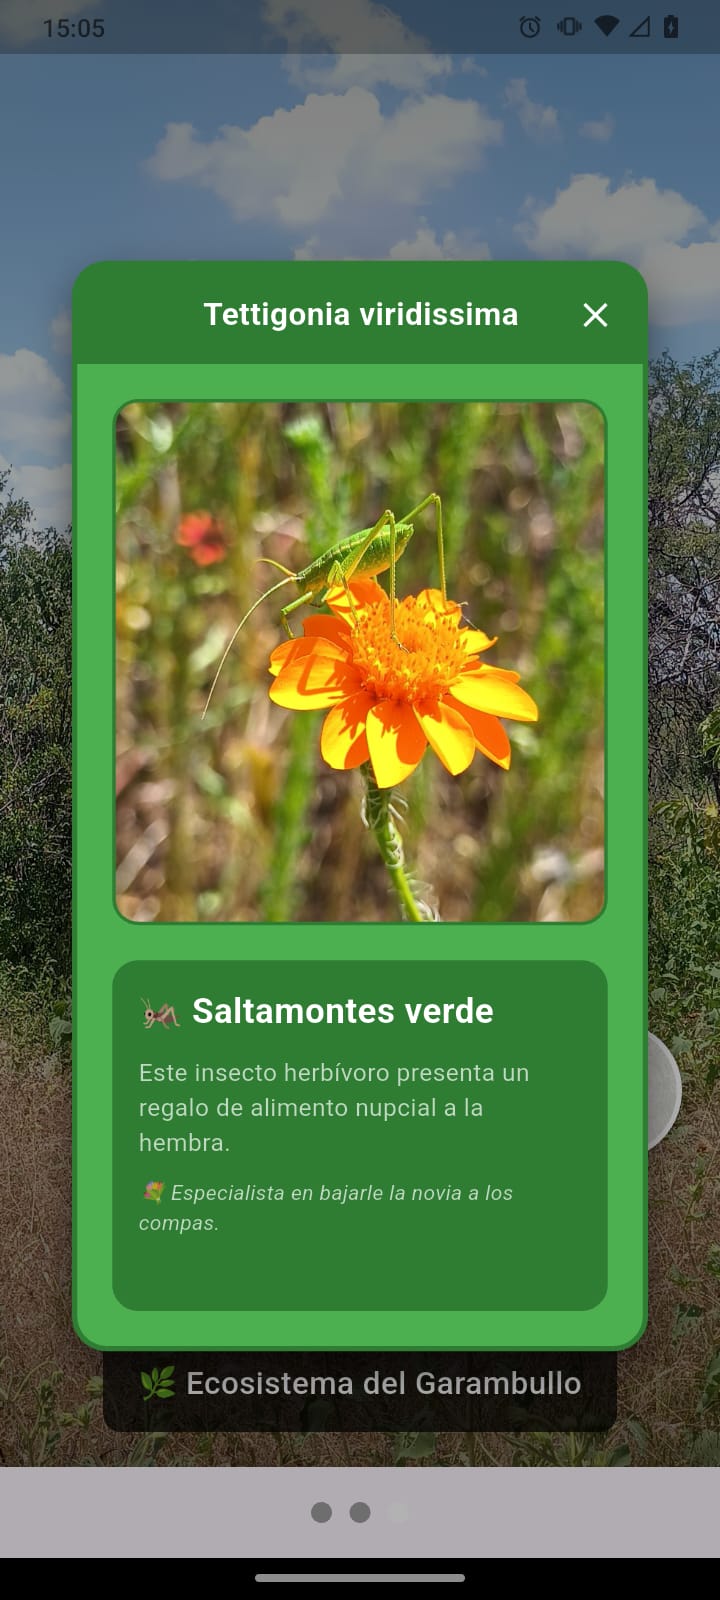 15:05
Tettigonia viridissima
🦗 Saltamontes verde
Este insecto herbívoro presenta un
regalo de alimento nupcial a la
hembra.
💐 Especialista en bajarle la novia a los
compas.
🌿 Ecosistema del Garambullo